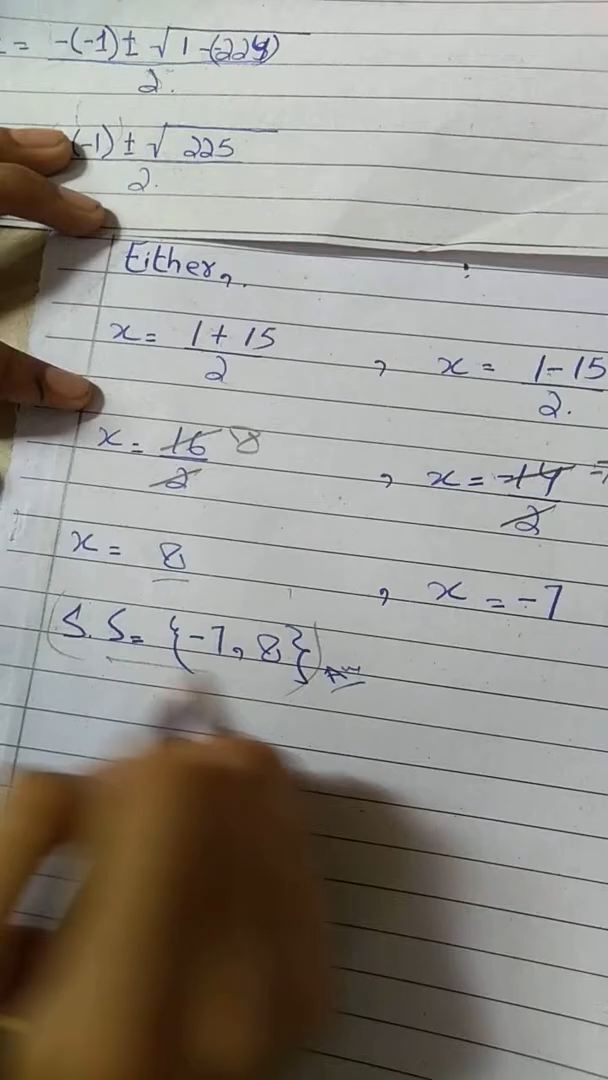 = -(-1) ± √1-(-224) / 2.
-1) ± √225 / 2.
Either,
x = 1 + 15 / 2 , x = 1 - 15 / 2.
x = 16 / 2 8 , x = -14 / 2 =
x = 8 , x = -7
(S.S = {-7, 8})